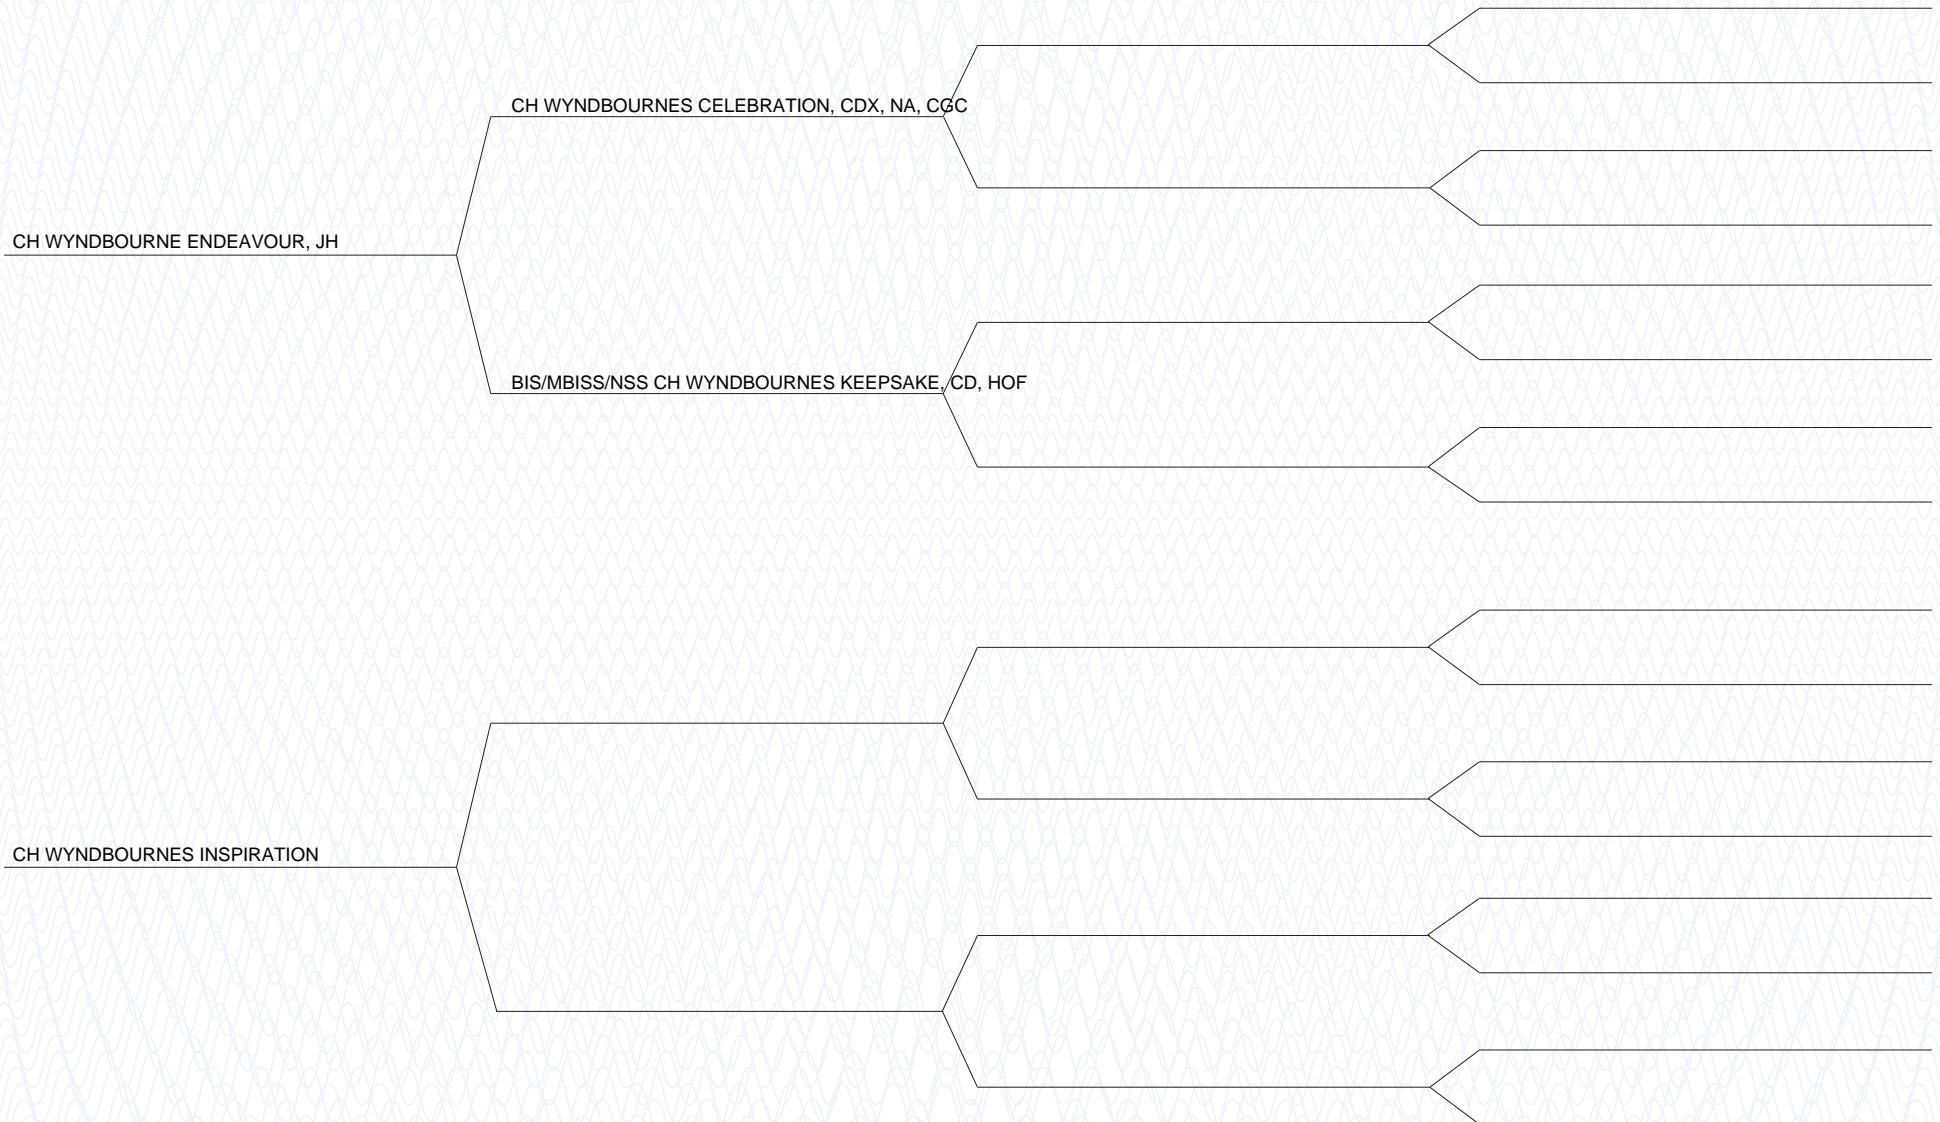 CH WYNDBOURNES CELEBRATION, CDX, NA, CGC
CH WYNDBOURNE ENDEAVOUR, JH
BIS/MBISS/NSS CH WYNDBOURNES KEEPSAKE, CD, HOF
CH WYNDBOURNES INSPIRATION